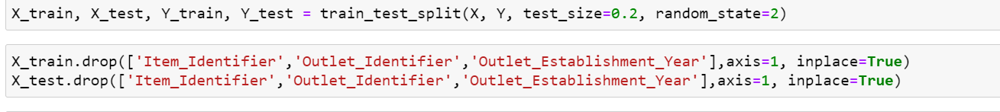 X_train, X_test, Y_train, Y_test = train_test_split(X, Y, test_size=0.2, random_state=2)
X_train.drop(['Item_Identifier','Outlet_Identifier','Outlet_Establishment_Year'],axis=1, inplace=True)
X_test.drop(['Item_Identifier','Outlet_Identifier','Outlet_Establishment_Year'],axis=1, inplace=True)